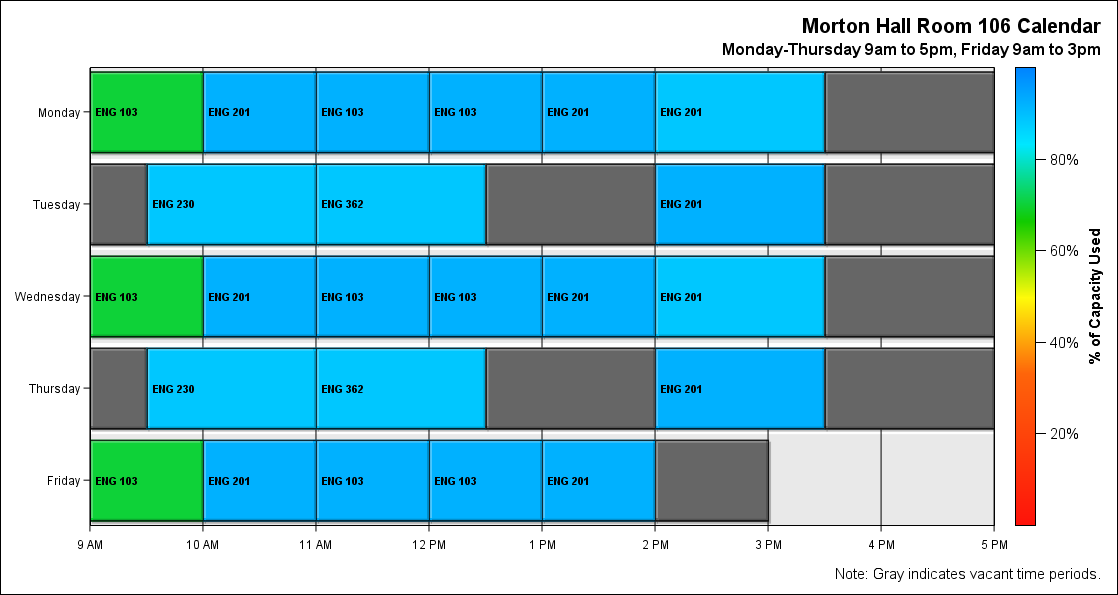 Morton Hall Room 106 Calendar
Monday-Thursday 9am to 5pm, Friday 9am to 3pm
Monday ENG 103 ENG 201 ENG 103 ENG 103 ENG 201 ENG 201
Tuesday ENG 230 ENG 362 ENG 201
Wednesday ENG 103 ENG 201 ENG 103 ENG 103 ENG 201 ENG 201
Thursday ENG 230 ENG 362 ENG 201
Friday ENG 103 ENG 201 ENG 103 ENG 103 ENG 201
9 AM 10 AM 11 AM 12 PM 1 PM 2 PM 3 PM 4 PM 5 PM
80%
60%
40%
20%
% of Capacity Used
Note: Gray indicates vacant time periods.